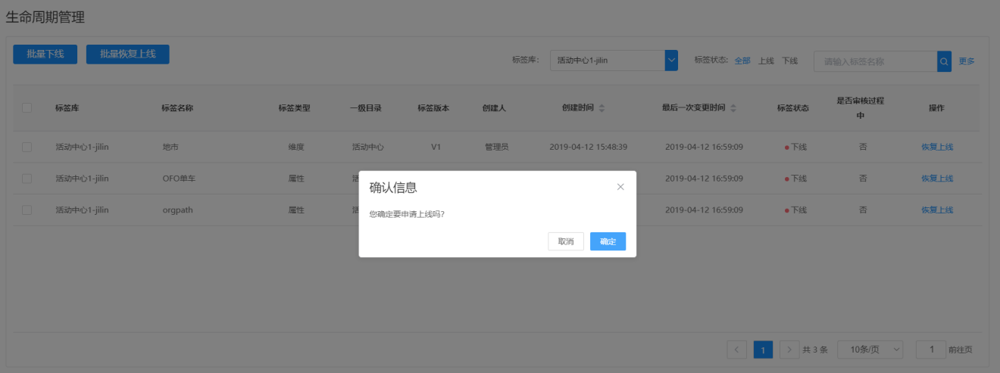 生命周期管理
批量下线 批量恢复上线 标签库： 活动中心1-jilin 标签状态: 全部 上线 下线 请输入标签名称 更多
标签库 标签名称 标签类型 一级目录 标签版本 创建人 创建时间 最后一次变更时间 标签状态 是否审核过程中 操作
活动中心1-jilin 地市 维度 活动中心 V1 管理员 2019-04-12 15:48:39 2019-04-12 16:59:09 下线 否 恢复上线
活动中心1-jilin OFO单车 属性 活 2019-04-12 16:59:09 下线 否 恢复上线
活动中心1-jilin orgpath 属性 活 2019-04-12 16:59:09 下线 否 恢复上线
确认信息
您确定要申请上线吗？
取消 确定
1 共 3 条 10条/页 1 前往页